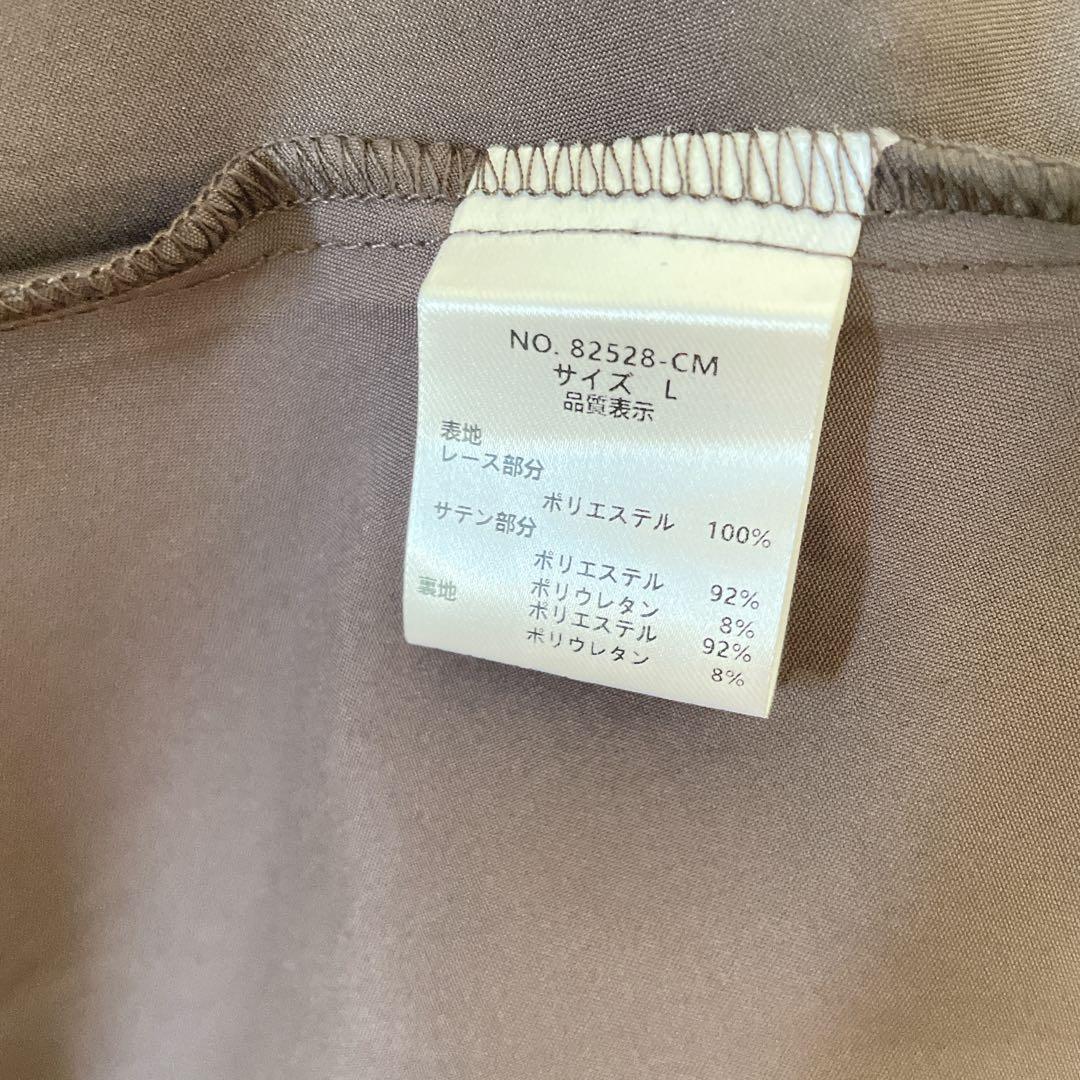 NO. 82528-CM
サイズ L
品質表示
表地
レース部分
ポリエステル 100%
サテン部分
ポリエステル 92%
ポリウレタン 8%
裏地 ポリエステル 92%
ポリウレタン 8%